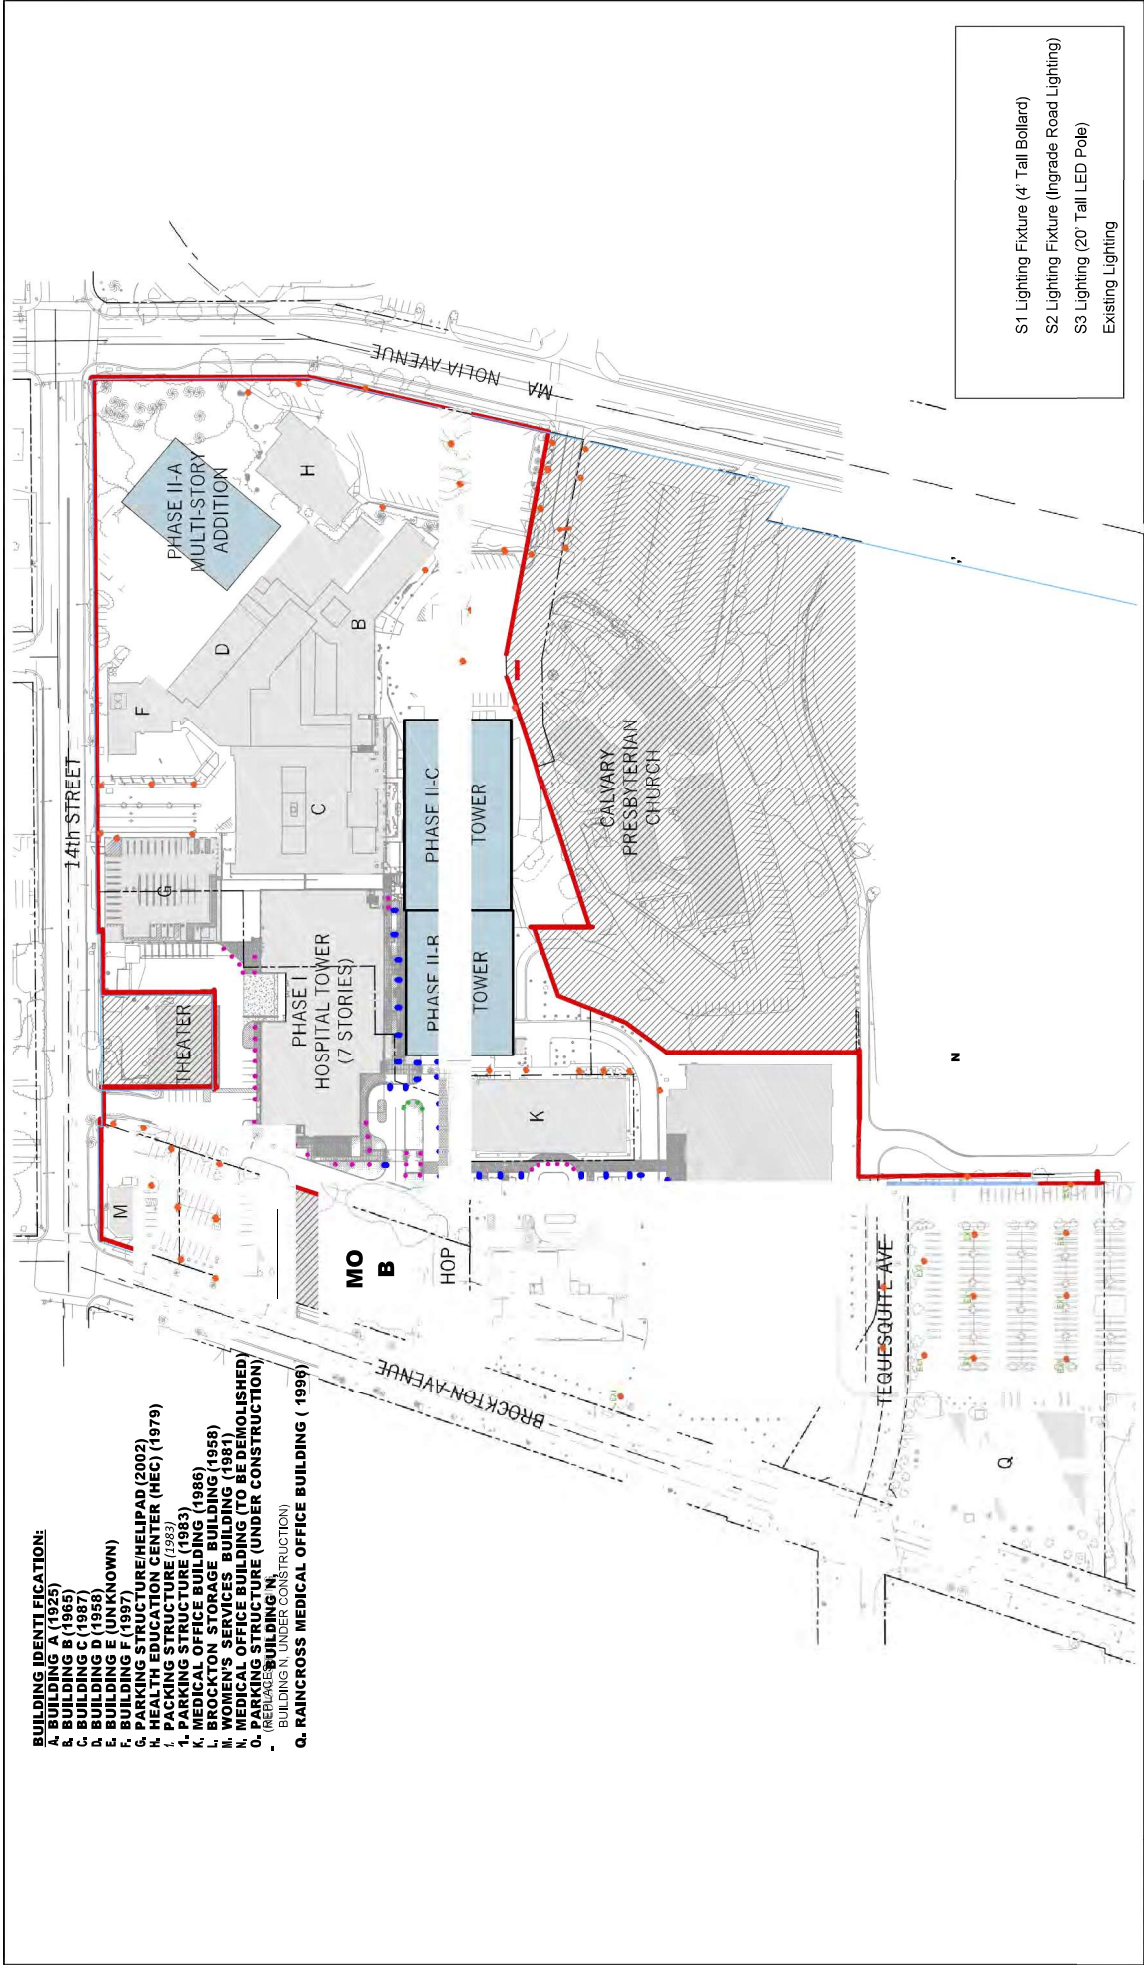 BUILDING IDENTIFICATION:
A. BUILDING A (1925)
B. BUILDING B (1965)
C. BUILDING C (1987)
D. BUILDING D (1958)
E. BUILDING E (UNKNOWN)
F. BUILDING F (1997)
G. PARKING STRUCTURE/HELIPAD (2002)
H. HEALTH EDUCATION CENTER (HEC) (1979)
PACKING STRUCTURE (1983)
1. PARKING STRUCTURE (1983)
K. MEDICAL OFFICE BUILDING (1986)
L. BROCKTON STORAGE BUILDING (1958)
M. WOMEN'S SERVICES BUILDING (1981)
N. MEDICAL OFFICE BUILDING (TO BE DEMOLISHED)
O. PARKING STRUCTURE (UNDER CONSTRUCTION)
(REPLACES BUILDING N,
BUILDING N, UNDER CONSTRUCTION)
Q. RAINCROSS MEDICAL OFFICE BUILDING ( 1996)
14th STREET
M
THEATER
G
F
D
B
C
H
PHASE II-A
MULTI-STORY
ADDITION
PHASE I
HOSPITAL TOWER
(7 STORIES)
PHASE II-B
TOWER
PHASE II-C
TOWER
MA NOLIA AVENUE
MO
B
HOP
K
CALVARY
PRESBYTERIAN
CHURCH
BROCKTON AVENUE
TEQUESQUITE AVE
Q
N
S1 Lighting Fixture (4' Tall Bollard)
S2 Lighting Fixture (Ingrade Road Lighting)
S3 Lighting (20' Tall LED Pole)
Existing Lighting